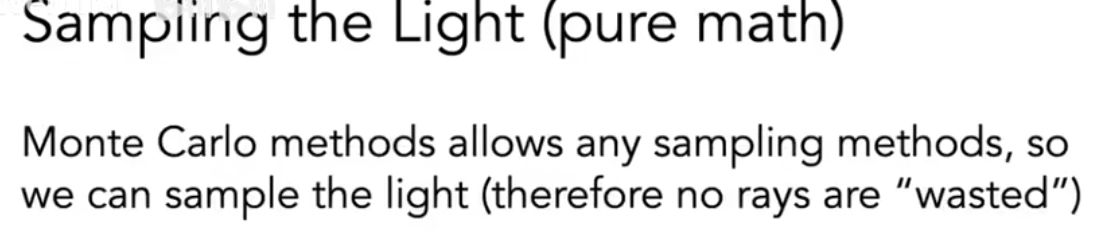 Sampling the Light (pure math)
Monte Carlo methods allows any sampling methods, so
we can sample the light (therefore no rays are “wasted”)